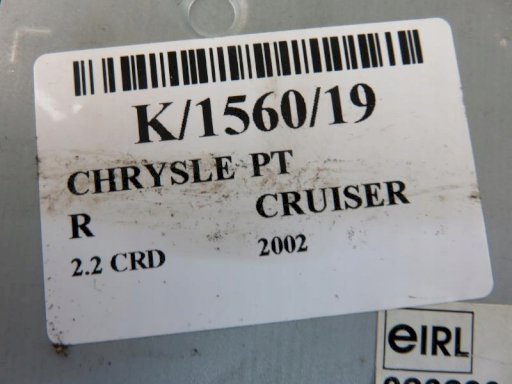 K/1560/19
CHRYSLE PT
R CRUISER
2.2 CRD 2002
eIRL